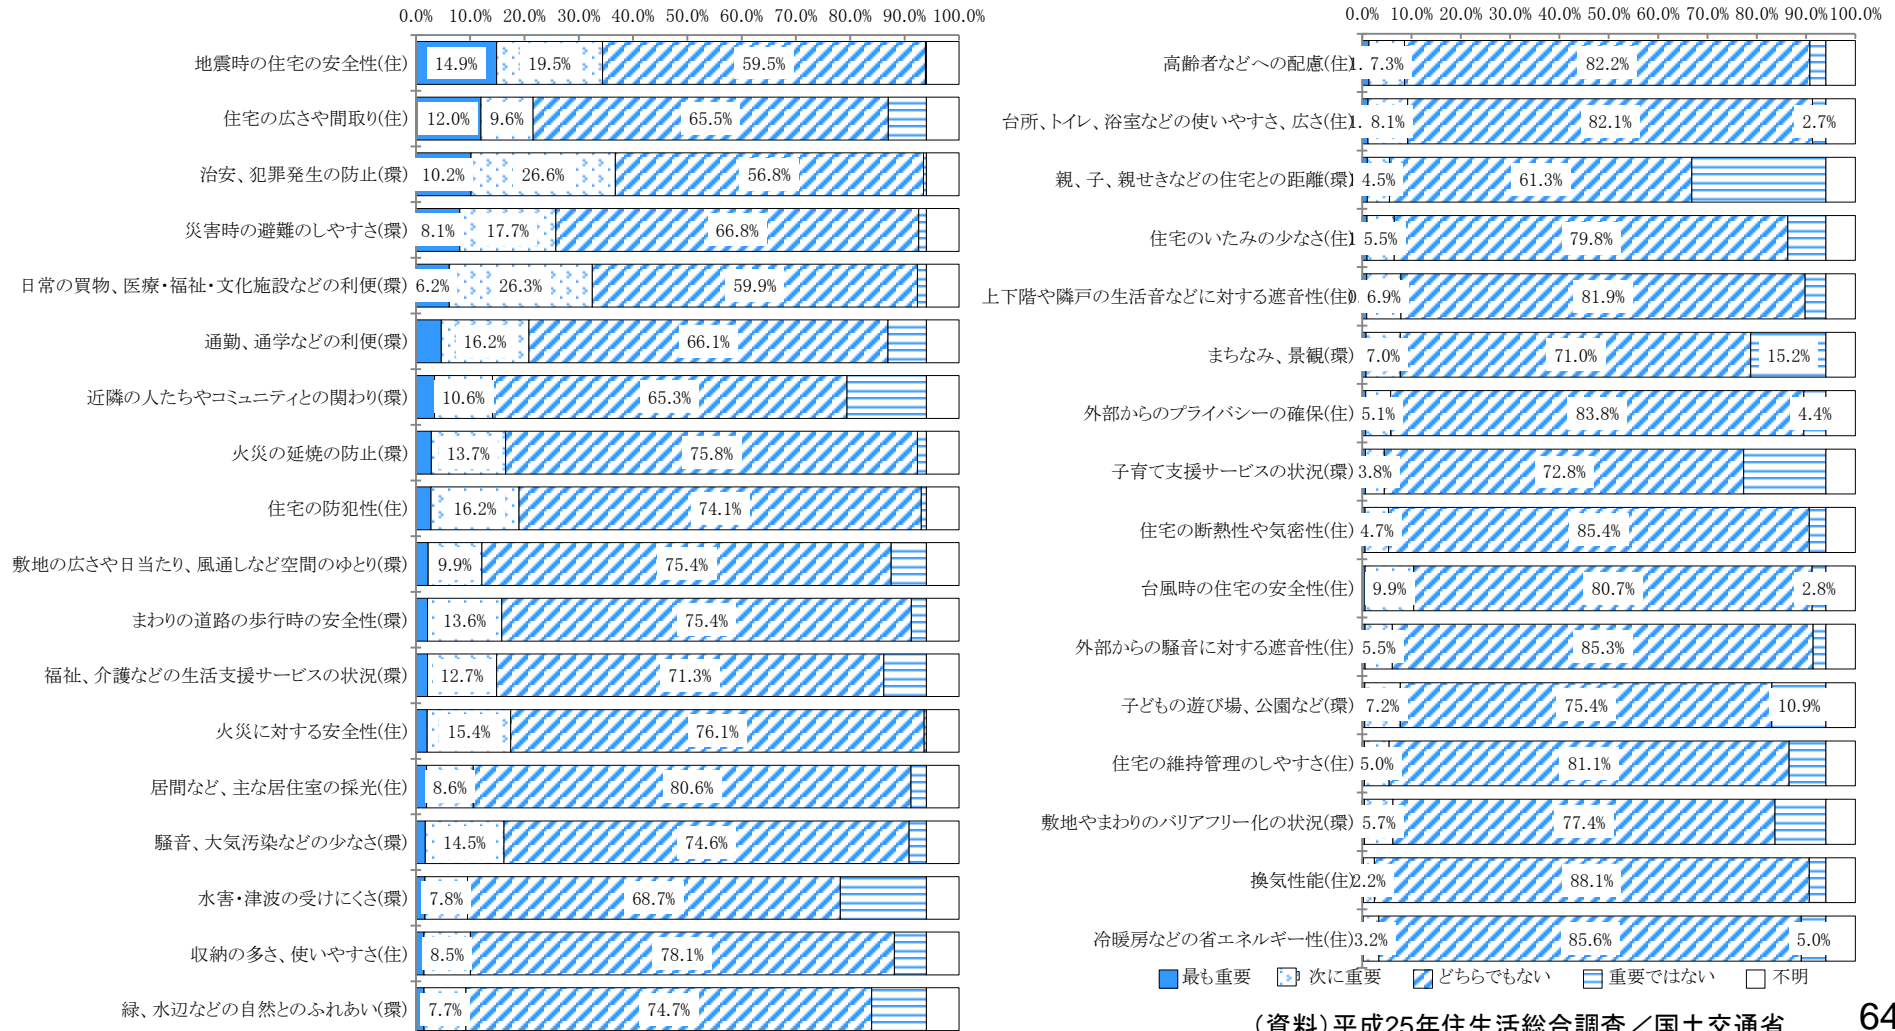 0.0% 10.0% 20.0% 30.0% 40.0% 50.0% 60.0% 70.0% 80.0% 90.0% 100.0%
地震時の住宅の安全性(住) 14.9% 19.5% 59.5%
住宅の広さや間取り(住) 12.0% 9.6% 65.5%
治安、犯罪発生の防止(環) 10.2% 26.6% 56.8%
災害時の避難のしやすさ(環) 8.1% 17.7% 66.8%
日常の買物、医療・福祉・文化施設などの利便(環) 6.2% 26.3% 59.9%
通勤、通学などの利便(環) 16.2% 66.1%
近隣の人たちやコミュニティとの関わり(環) 10.6% 65.3%
火災の延焼の防止(環) 13.7% 75.8%
住宅の防犯性(住) 16.2% 74.1%
敷地の広さや日当たり、風通しなど空間のゆとり(環) 9.9% 75.4%
まわりの道路の歩行時の安全性(環) 13.6% 75.4%
福祉、介護などの生活支援サービスの状況(環) 12.7% 71.3%
火災に対する安全性(住) 15.4% 76.1%
居間など、主な居住室の採光(住) 8.6% 80.6%
騒音、大気汚染などの少なさ(環) 14.5% 74.6%
水害・津波の受けにくさ(環) 7.8% 68.7%
収納の多さ、使いやすさ(住) 8.5% 78.1%
緑、水辺などの自然とのふれあい(環) 7.7% 74.7%
0.0% 10.0% 20.0% 30.0% 40.0% 50.0% 60.0% 70.0% 80.0% 90.0% 100.0%
高齢者などへの配慮(住) 1. 7.3% 82.2%
台所、トイレ、浴室などの使いやすさ、広さ(住) 1. 8.1% 82.1% 2.7%
親、子、親せきなどの住宅との距離(環) 4.5% 61.3%
住宅のいたみの少なさ(住) 5.5% 79.8%
上下階や隣戸の生活音などに対する遮音性(住) 6.9% 81.9%
まちなみ、景観(環) 7.0% 71.0% 15.2%
外部からのプライバシーの確保(住) 5.1% 83.8% 4.4%
子育て支援サービスの状況(環) 3.8% 72.8%
住宅の断熱性や気密性(住) 4.7% 85.4%
台風時の住宅の安全性(住) 9.9% 80.7% 2.8%
外部からの騒音に対する遮音性(住) 5.5% 85.3%
子どもの遊び場、公園など(環) 7.2% 75.4% 10.9%
住宅の維持管理のしやすさ(住) 5.0% 81.1%
敷地やまわりのバリアフリー化の状況(環) 5.7% 77.4%
換気性能(住) 2.2% 88.1%
冷暖房などの省エネルギー性(住) 3.2% 85.6% 5.0%
最も重要 次に重要 どちらでもない 重要ではない 不明
(資料)平成25年住生活総合調査／国土交通省
64